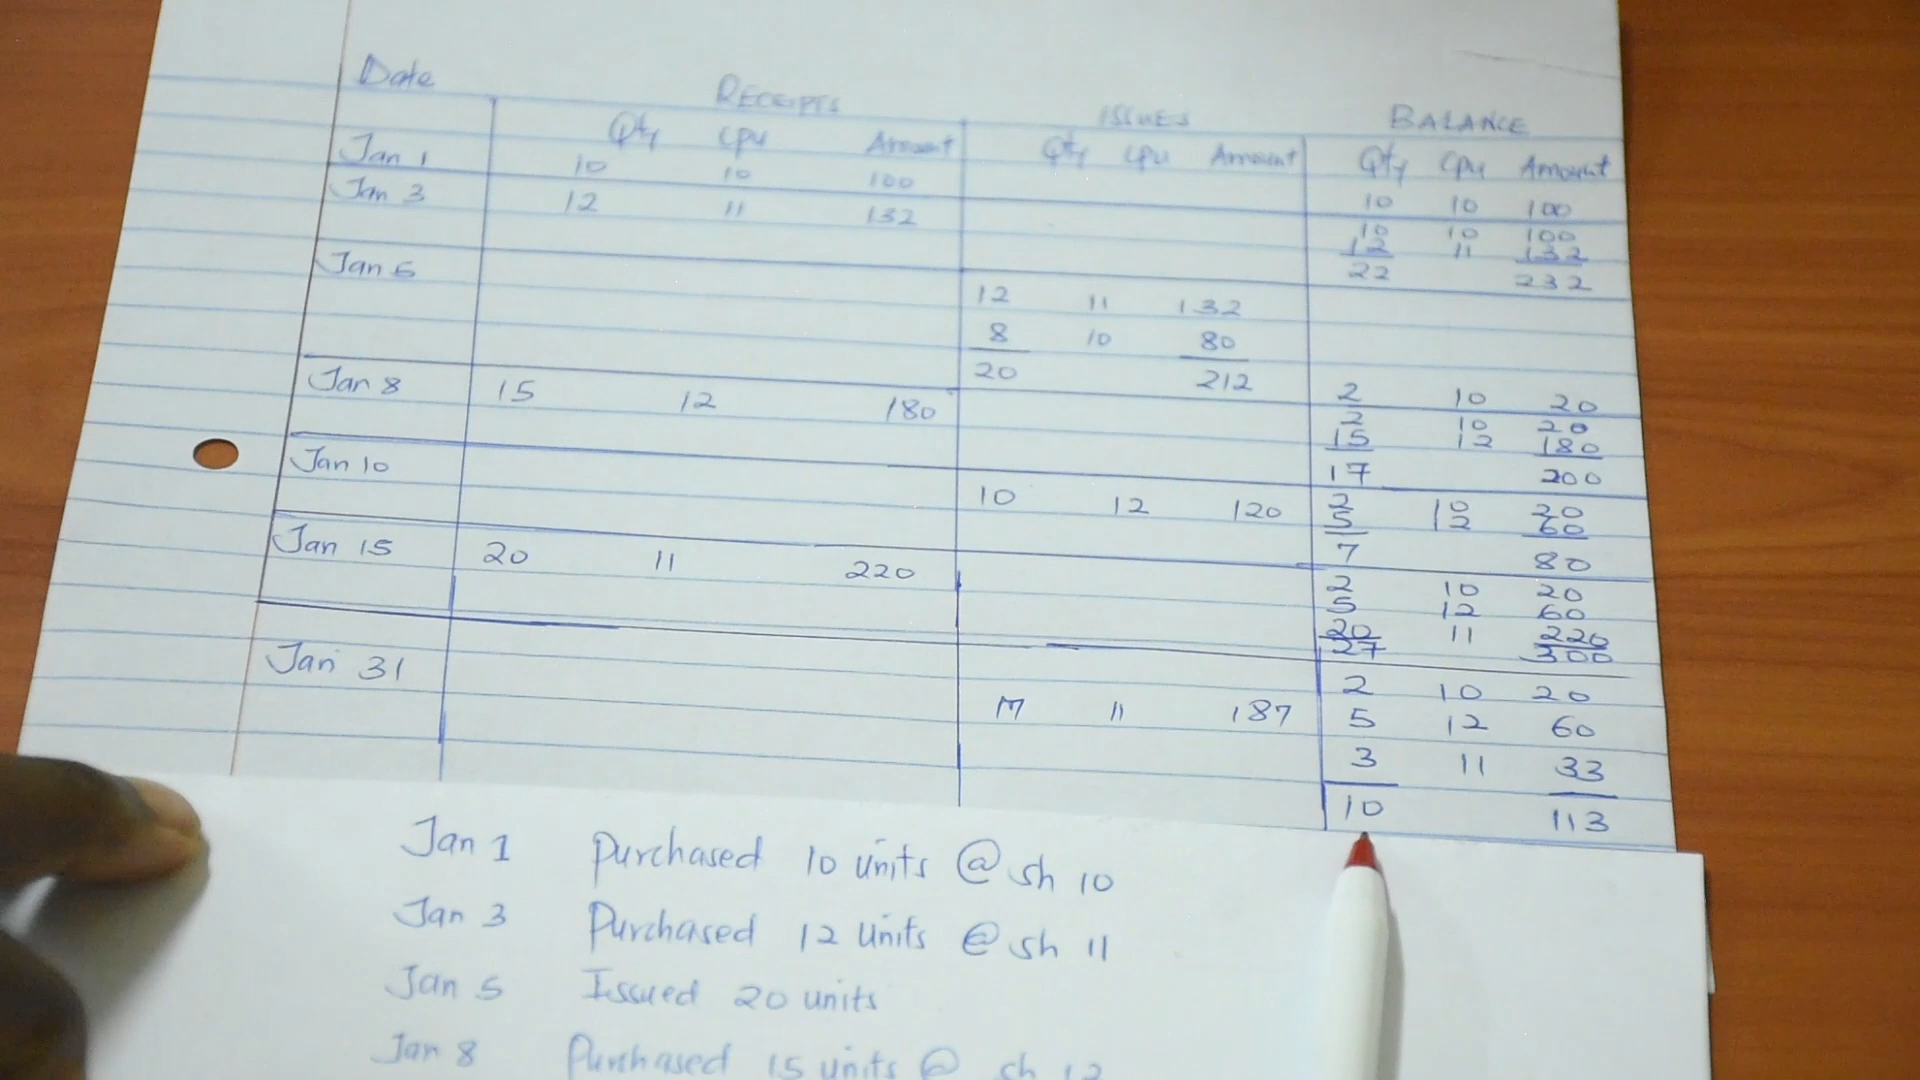 Date RECEIPTS ISSUES BALANCE
Qty cpu Amount Qty cpu Amount Qty cpu Amount
Jan 1 10 10 100 10 10 100
Jan 3 12 11 132 10 10 100
12 11 132
22 232
Jan 5 12 11 132
8 10 80
20 212 2 10 20
Jan 8 15 12 180 2 10 20
15 12 180
17 200
Jan 10 10 12 120 2 10 20
5 12 60
7 80
Jan 15 20 11 220 2 10 20
5 12 60
20 11 220
27 300
Jan 31 17 11 187 2 10 20
5 12 60
3 11 33
10 113
Jan 1 Purchased 10 units @ sh 10
Jan 3 Purchased 12 units @ sh 11
Jan 5 Issued 20 units
Jan 8 Purchased 15 units @ sh 12